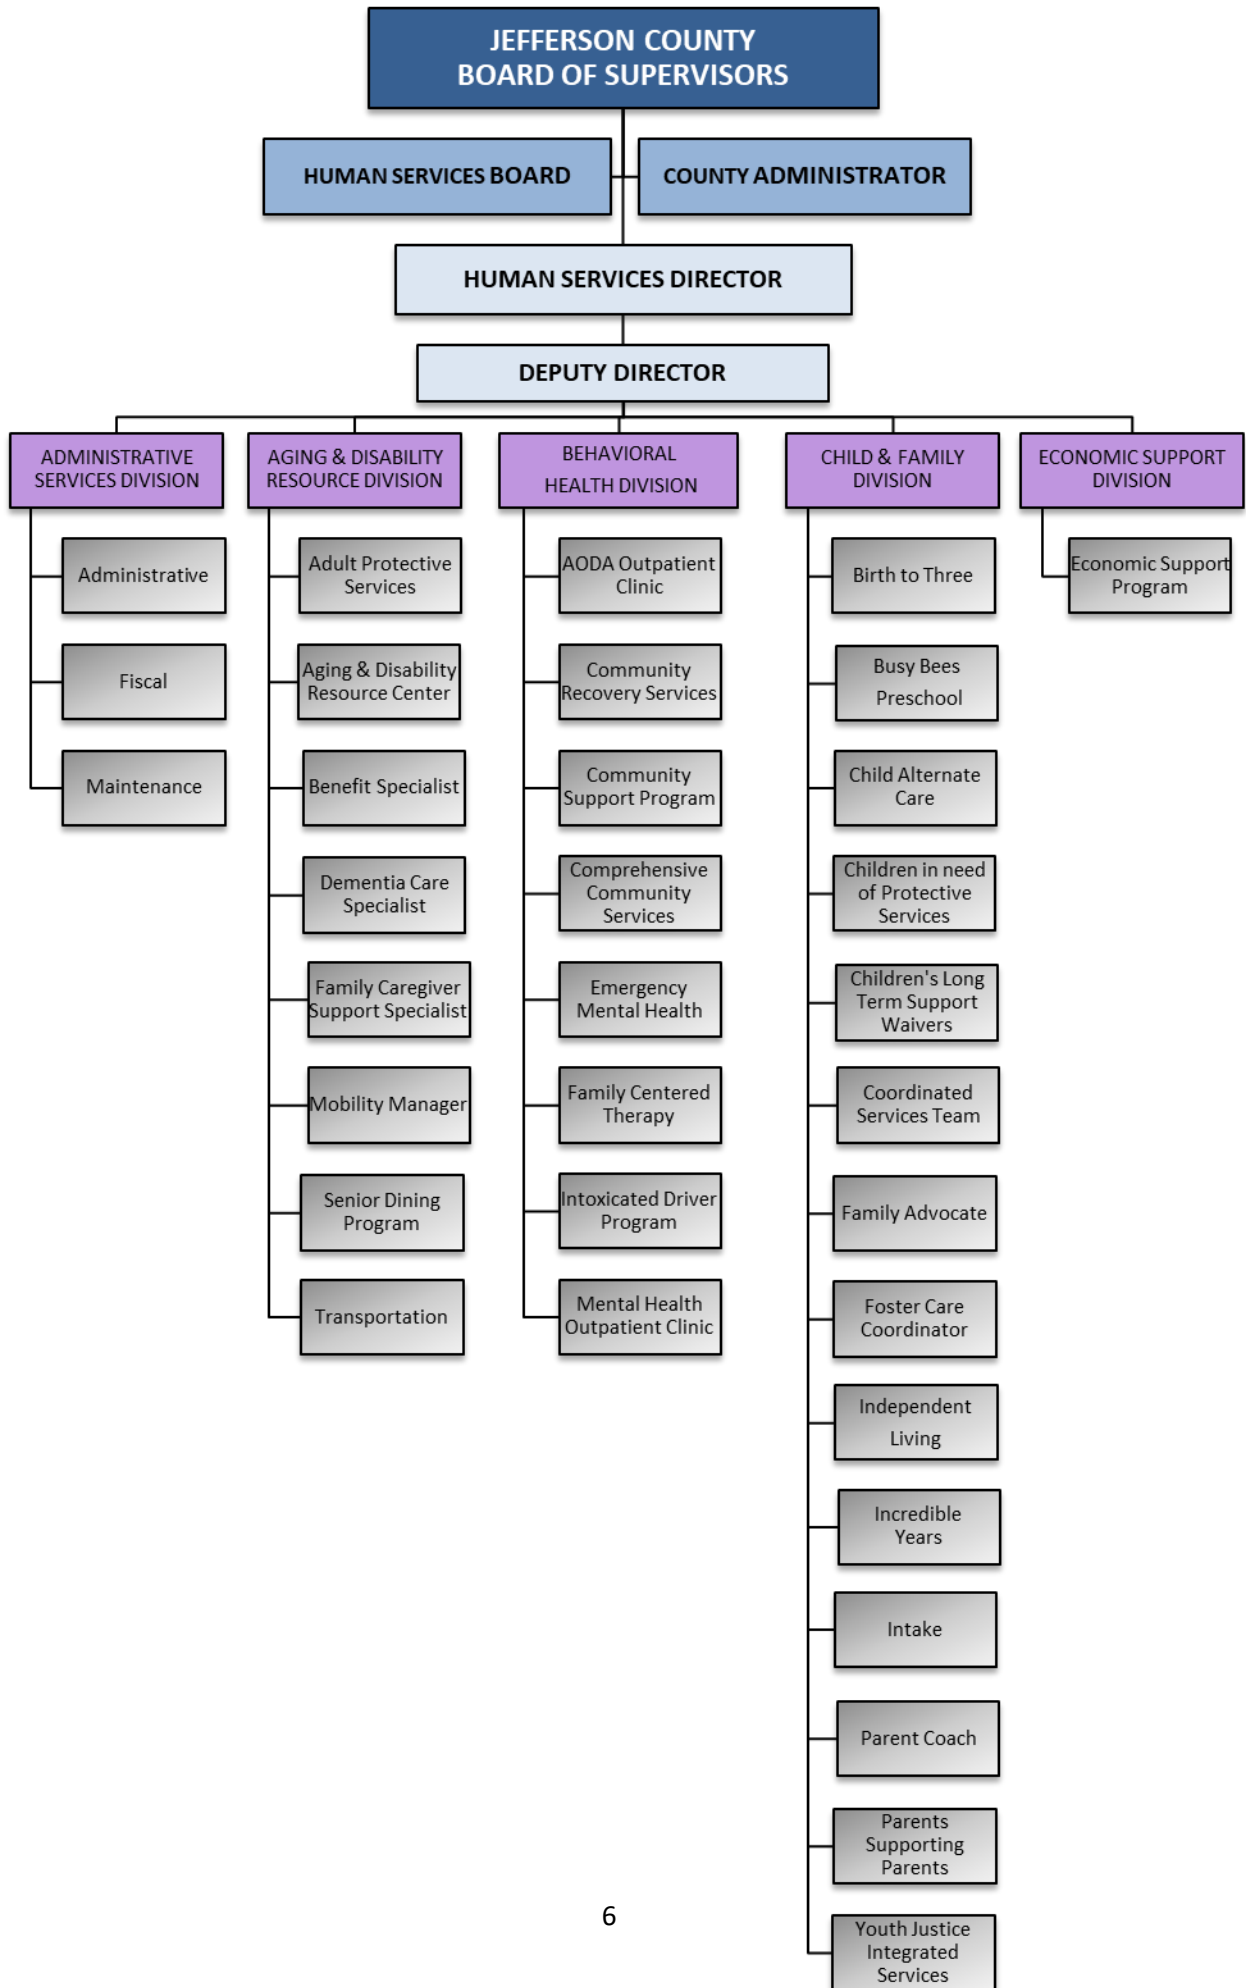 JEFFERSON COUNTY
BOARD OF SUPERVISORS
HUMAN SERVICES BOARD
COUNTY ADMINISTRATOR
HUMAN SERVICES DIRECTOR
DEPUTY DIRECTOR
ADMINISTRATIVE
SERVICES DIVISION
Administrative
Fiscal
Maintenance
AGING & DISABILITY
RESOURCE DIVISION
Adult Protective
Services
Aging & Disability
Resource Center
Benefit Specialist
Dementia Care
Specialist
Family Caregiver
Support Specialist
Mobility Manager
Senior Dining
Program
Transportation
BEHAVIORAL
HEALTH DIVISION
AODA Outpatient
Clinic
Community
Recovery Services
Community
Support Program
Comprehensive
Community
Services
Emergency
Mental Health
Family Centered
Therapy
Intoxicated Driver
Program
Mental Health
Outpatient Clinic
CHILD & FAMILY
DIVISION
Birth to Three
Busy Bees
Preschool
Child Alternate
Care
Children in need
of Protective
Services
Children's Long
Term Support
Waivers
Coordinated
Services Team
Family Advocate
Foster Care
Coordinator
Independent
Living
Incredible
Years
Intake
Parent Coach
Parents
Supporting
Parents
Youth Justice
Integrated
Services
ECONOMIC SUPPORT
DIVISION
Economic Support
Program
6